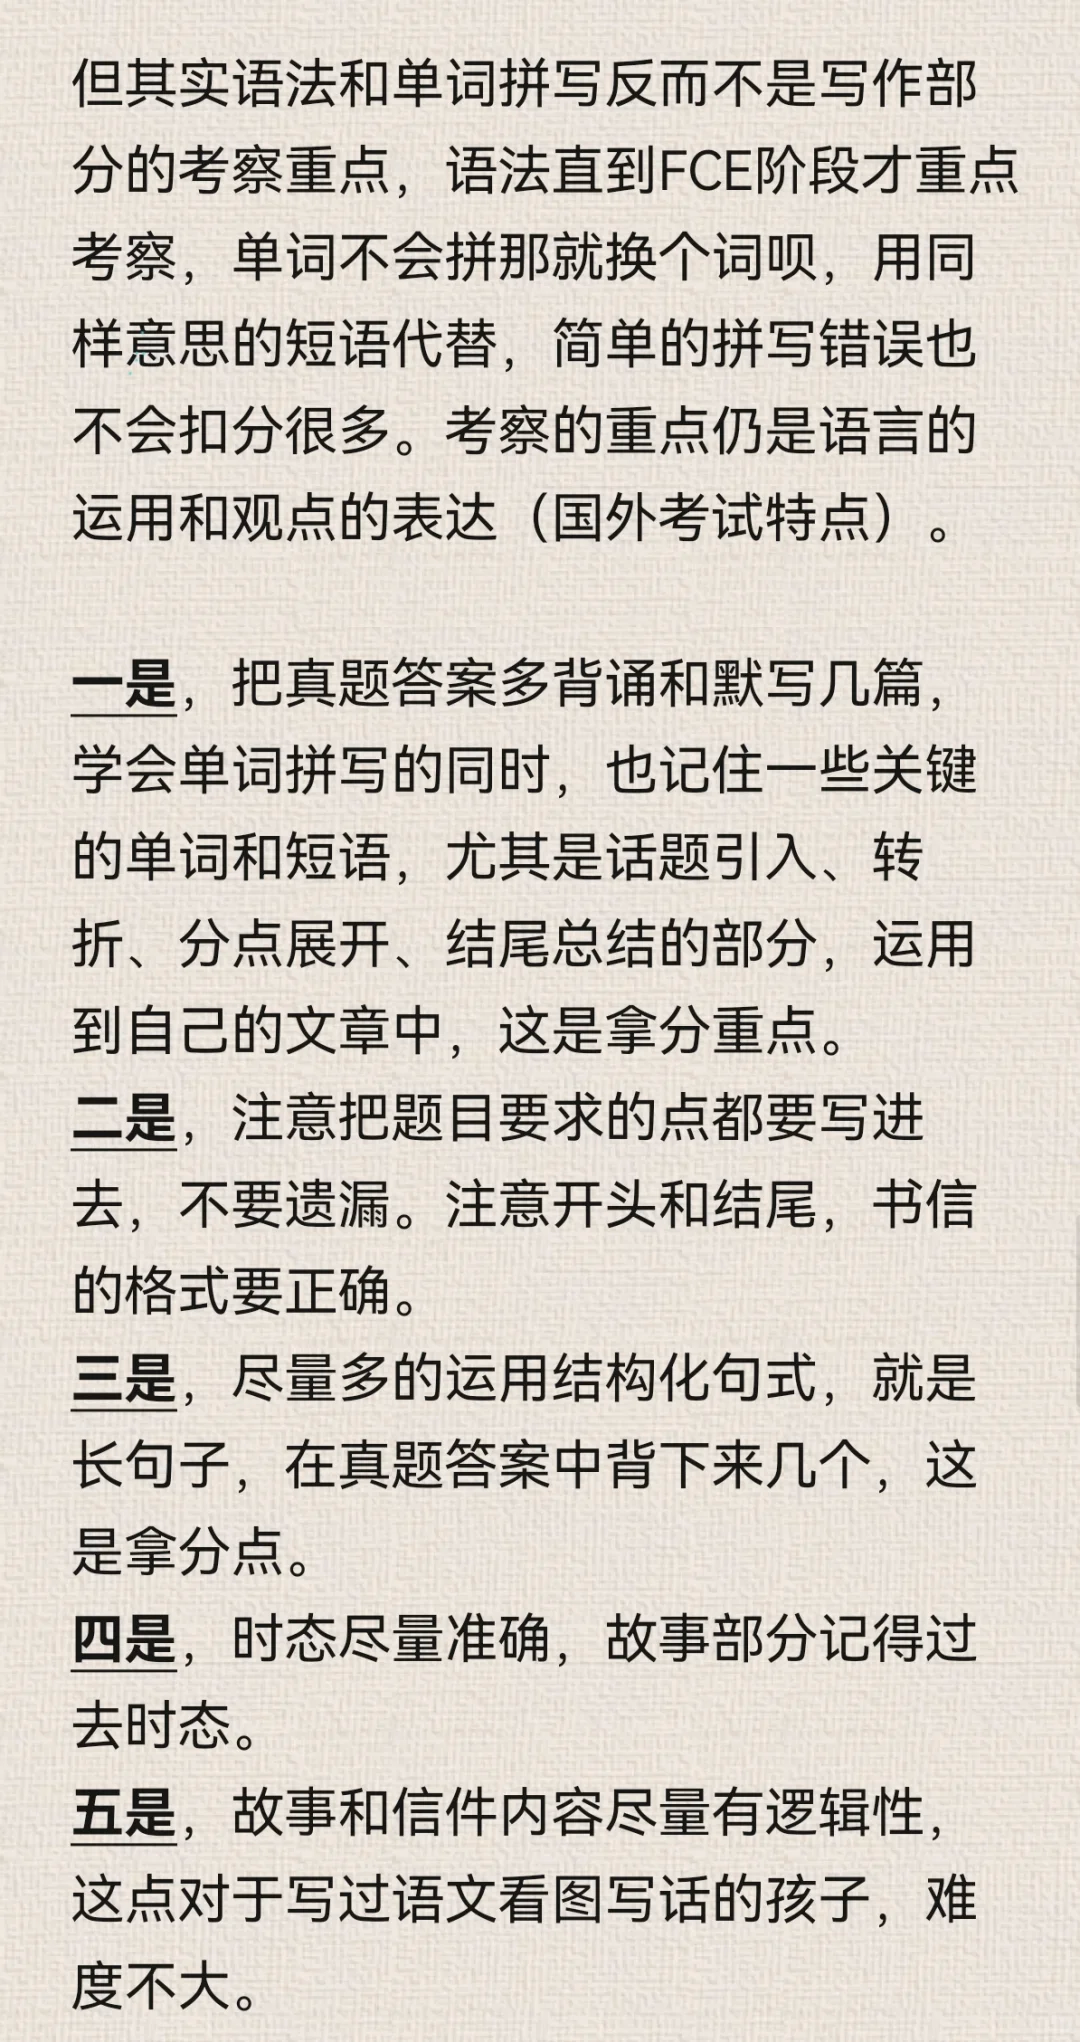 但其实语法和单词拼写反而不是写作部
分的考察重点，语法直到FCE阶段才重点
考察，单词不会拼那就换个词呗，用同
样意思的短语代替，简单的拼写错误也
不会扣分很多。考察的重点仍是语言的
运用和观点的表达（国外考试特点）。
一是，把真题答案多背诵和默写几篇，
学会单词拼写的同时，也记住一些关键
的单词和短语，尤其是话题引入、转
折、分点展开、结尾总结的部分，运用
到自己的文章中，这是拿分重点。
二是，注意把题目要求的点都要写进
去，不要遗漏。注意开头和结尾，书信
的格式要正确。
三是，尽量多的运用结构化句式，就是
长句子，在真题答案中背下来几个，这
是拿分点。
四是，时态尽量准确，故事部分记得过
去时态。
五是，故事和信件内容尽量有逻辑性，
这点对于写过语文看图写话的孩子，难
度不大。